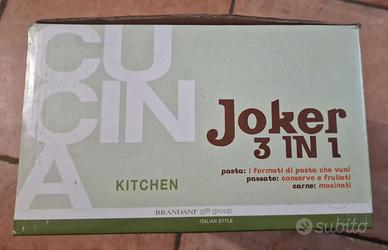 CU
CIN
A
KITCHEN
Joker
3 IN 1
pasta: i formati di pasta che vuoi
passate: conserve e frullati
carne: macinati
BRANDANI gift group
ITALIAN STYLE
subito